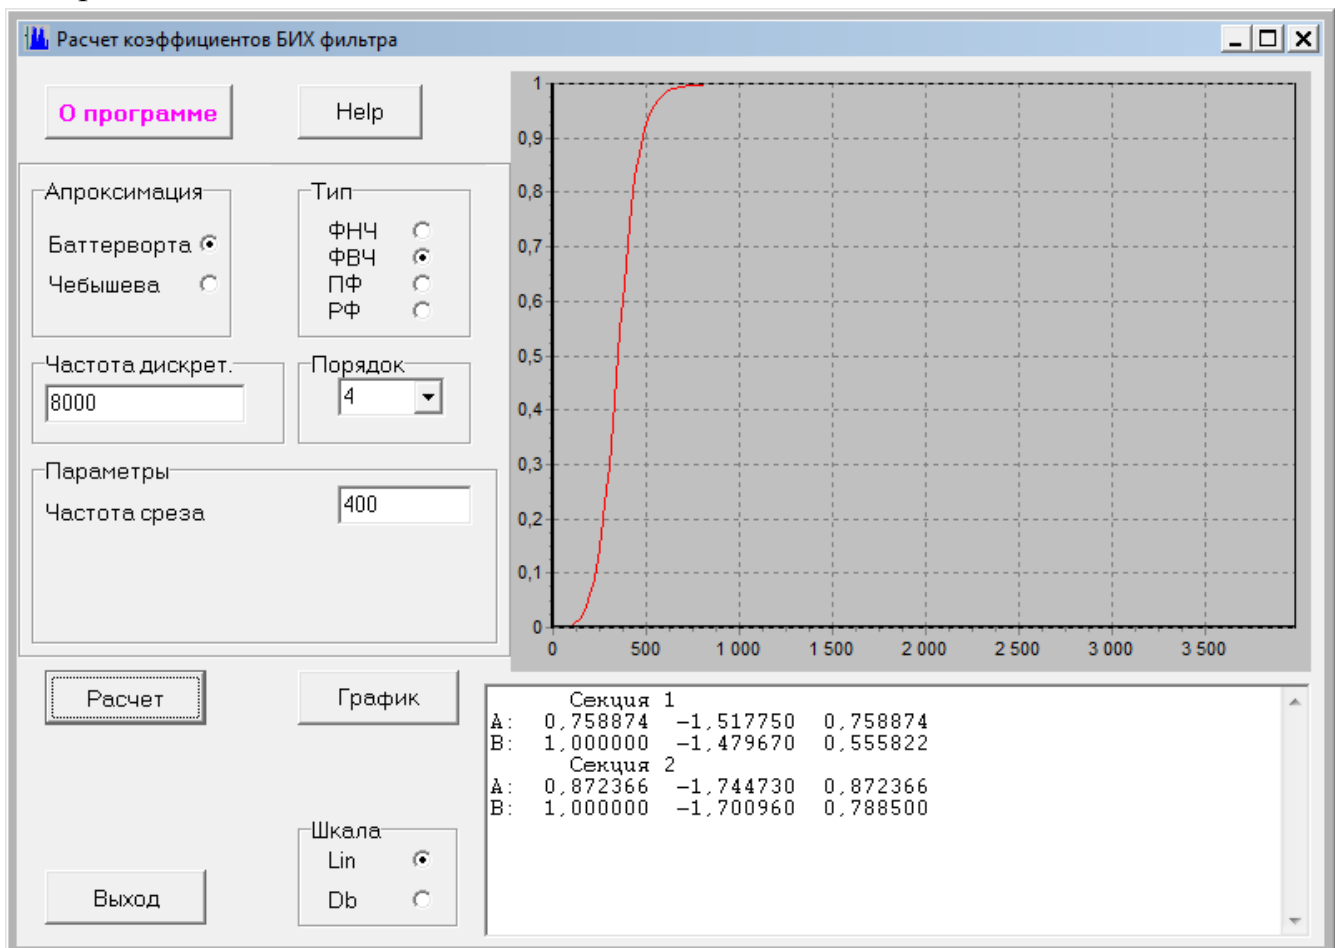 Расчет коэффициентов БИХ фильтра
О программе
Help
Апроксимация
Баттерворта
Чебышева
Тип
ФНЧ
ФВЧ
ПФ
РФ
Частота дискрет.
8000
Порядок
4
Параметры
Частота среза
400
Расчет
График
Шкала
Lin
Db
Выход
1
0,9
0,8
0,7
0,6
0,5
0,4
0,3
0,2
0,1
0
0 500 1 000 1 500 2 000 2 500 3 000 3 500
Секция 1
A: 0,758874 -1,517750 0,758874
B: 1,000000 -1,479670 0,555822
Секция 2
A: 0,872366 -1,744730 0,872366
B: 1,000000 -1,700960 0,788500